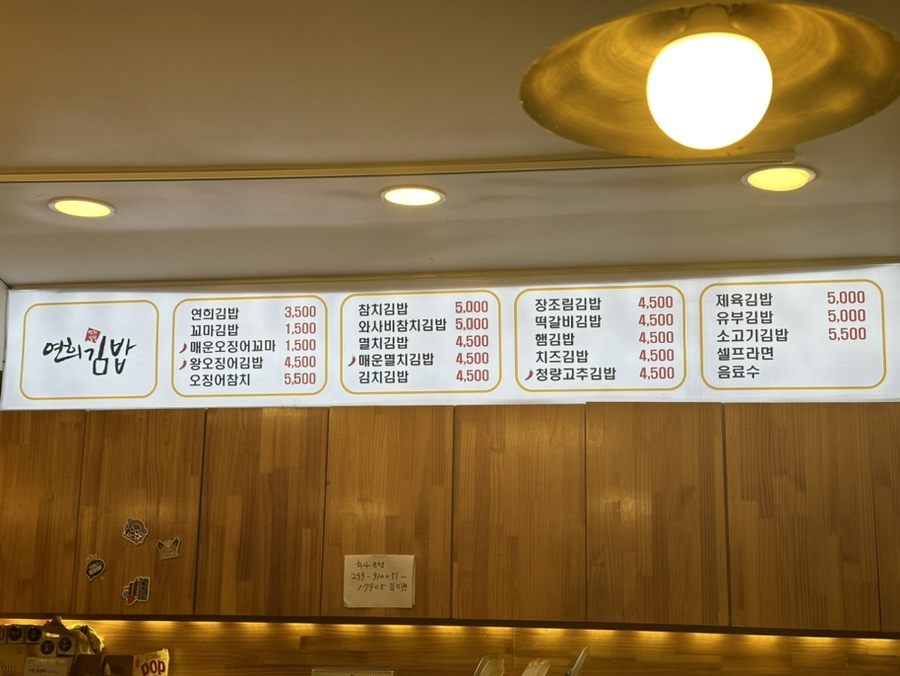 연희김밥
연희김밥 3,500
꼬마김밥 1,500
매운오징어꼬마 1,500
왕오징어김밥 4,500
오징어참치 5,500
참치김밥 5,000
와사비참치김밥 5,000
멸치김밥 4,500
매운멸치김밥 4,500
김치김밥 4,500
장조림김밥 4,500
떡갈비김밥 4,500
햄김밥 4,500
치즈김밥 4,500
청량고추김밥 4,500
제육김밥 5,000
유부김밥 5,000
소고기김밥 5,500
셀프라면
음료수
하나은행
pop